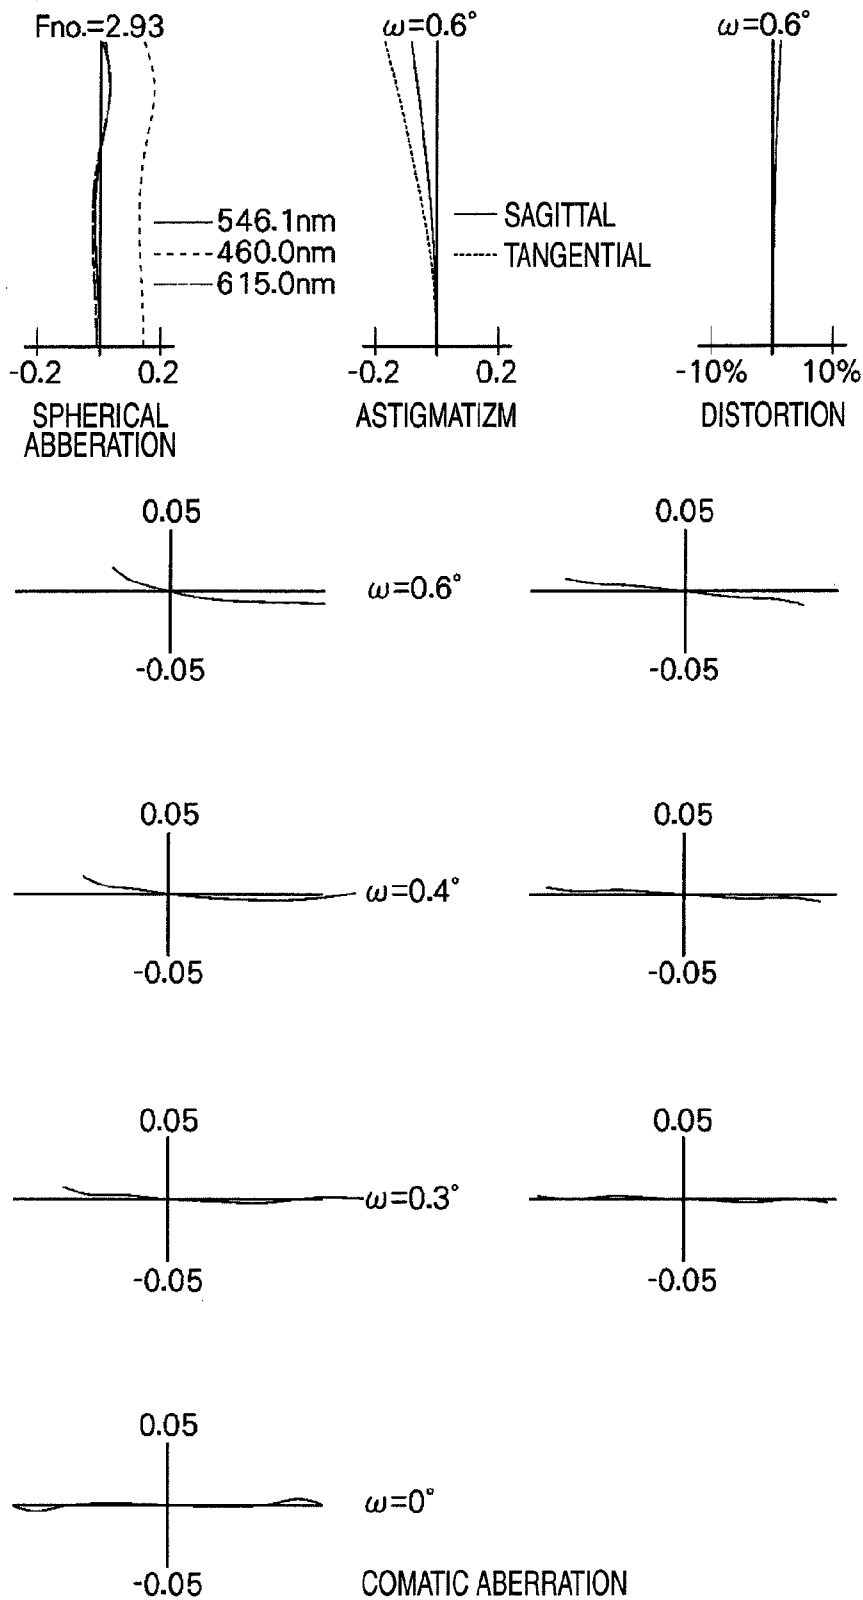 Fno.=2.93
ω=0.6°
ω=0.6°
546.1nm
460.0nm
615.0nm
SAGITTAL
TANGENTIAL
-0.2 0.2
-0.2 0.2
-10% 10%
SPHERICAL
ABBERATION
ASTIGMATIZM
DISTORTION
0.05
0.05
ω=0.6°
-0.05
-0.05
0.05
0.05
ω=0.4°
-0.05
-0.05
0.05
0.05
ω=0.3°
-0.05
-0.05
0.05
ω=0°
-0.05
COMATIC ABERRATION